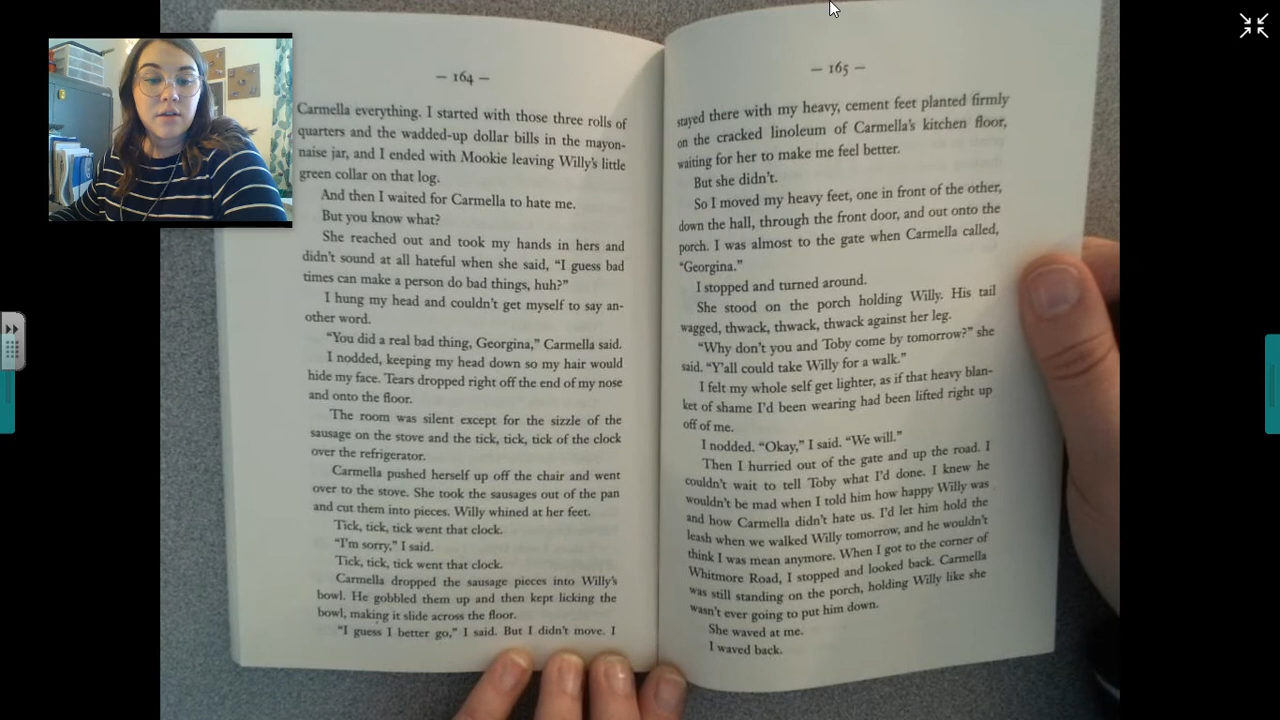 — 164 —
Carmella everything. I started with those three rolls of
quarters and the wadded-up dollar bills in the mayon-
naise jar, and I ended with Mookie leaving Willy's little
green collar on that log.
And then I waited for Carmella to hate me.
But you know what?
She reached out and took my hands in hers and
didn't sound at all hateful when she said, "I guess bad
times can make a person do bad things, huh?"
I hung my head and couldn't get myself to say an-
other word.
"You did a real bad thing, Georgina," Carmella said.
I nodded, keeping my head down so my hair would
hide my face. Tears dropped right off the end of my nose
and onto the floor.
The room was silent except for the sizzle of the
sausage on the stove and the tick, tick, tick of the clock
over the refrigerator.
Carmella pushed herself up off the chair and went
over to the stove. She took the sausages out of the pan
and cut them into pieces. Willy whined at her feet.
Tick, tick, tick went that clock.
"I'm sorry," I said.
Tick, tick, tick went that clock.
Carmella dropped the sausage pieces into Willy's
bowl. He gobbled them up and then kept licking the
bowl, making it slide across the floor.
"I guess I better go," I said. But I didn't move. I
— 165 —
stayed there with my heavy, cement feet planted firmly
on the cracked linoleum of Carmella's kitchen floor,
waiting for her to make me feel better.
But she didn't.
So I moved my heavy feet, one in front of the other,
down the hall, through the front door, and out onto the
porch. I was almost to the gate when Carmella called,
"Georgina."
I stopped and turned around.
She stood on the porch holding Willy. His tail
wagged, thwack, thwack, thwack against her leg.
"Why don't you and Toby come by tomorrow?" she
said. "Y'all could take Willy for a walk."
I felt my whole self get lighter, as if that heavy blan-
ket of shame I'd been wearing had been lifted right up
off of me.
I nodded. "Okay," I said. "We will."
Then I hurried out of the gate and up the road. I
couldn't wait to tell Toby what I'd done. I knew he
wouldn't be mad when I told him how happy Willy was
and how Carmella didn't hate us. I'd let him hold the
leash when we walked Willy tomorrow, and he wouldn't
think I was mean anymore. When I got to the corner of
Whitmore Road, I stopped and looked back. Carmella
was still standing on the porch, holding Willy like she
wasn't ever going to put him down.
She waved at me.
I waved back.